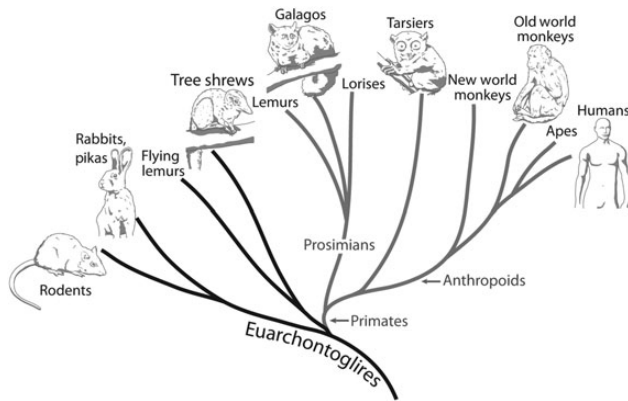 Galagos
Tarsiers
Old world
monkeys
Tree shrews
Lemurs
Lorises
New world
monkeys
Humans
Rabbits,
pikas
Flying
lemurs
Apes
Rodents
Prosimians
Anthropoids
Primates
Euarchontoglires